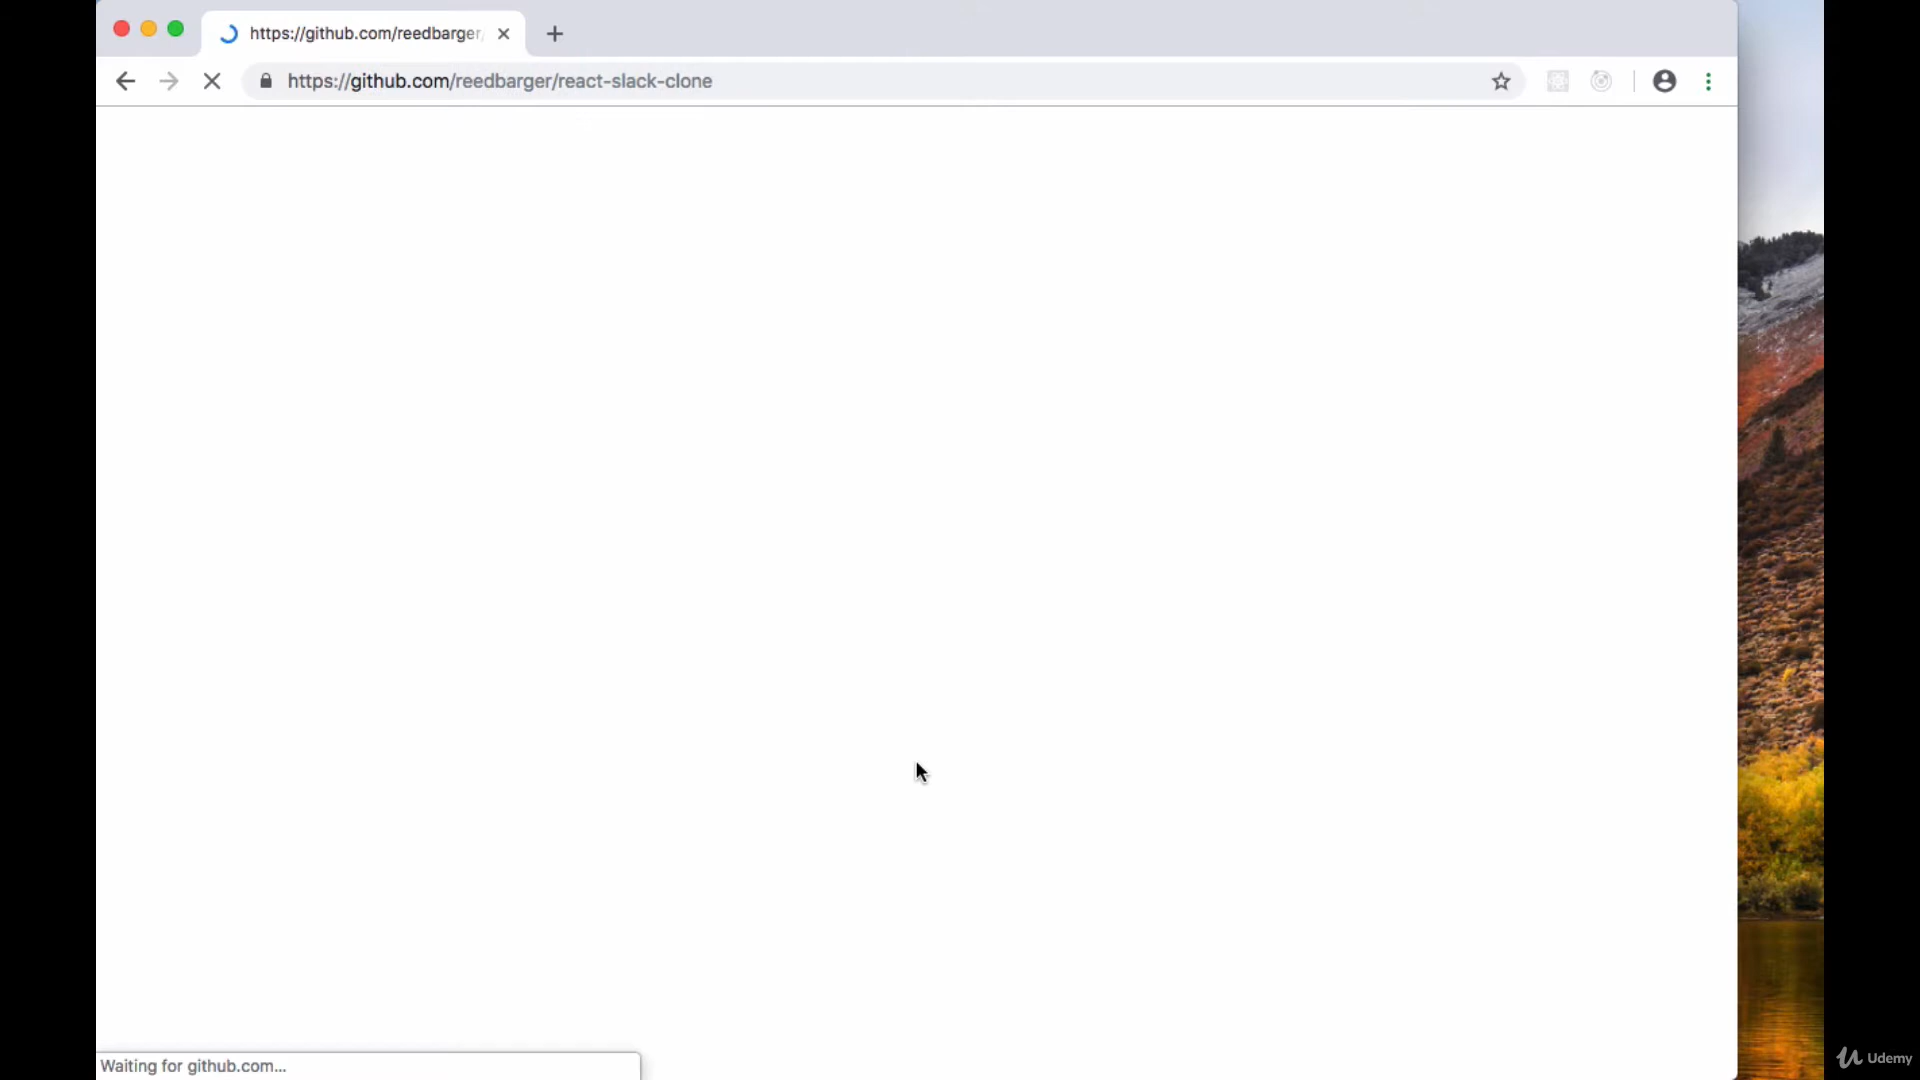 https://github.com/reedbarger/
https://github.com/reedbarger/react-slack-clone
Waiting for github.com...
Udemy